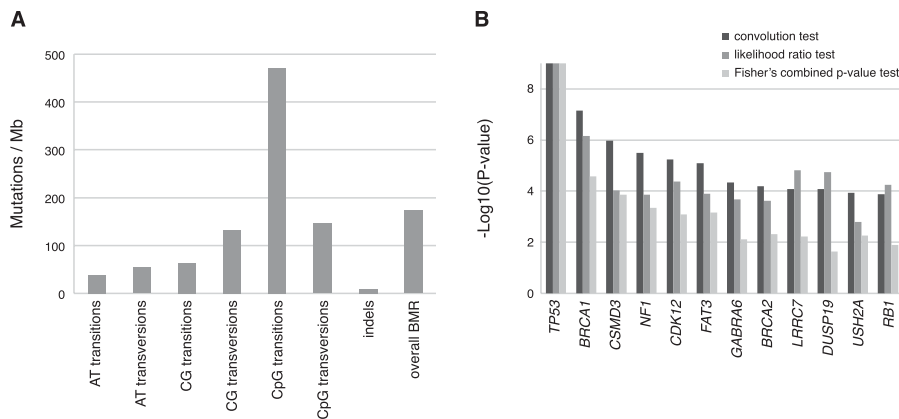 A
Mutations / Mb
500
400
300
200
100
0
AT transitions
AT transversions
CG transitions
CG transversions
CpG transitions
CpG transversions
indels
overall BMR
B
convolution test
likelihood ratio test
Fisher's combined p-value test
-Log10(P-value)
8
6
4
2
0
TP53
BRCA1
CSMD3
NF1
CDK12
FAT3
GABRA6
BRCA2
LRRC7
DUSP19
USH2A
RB1